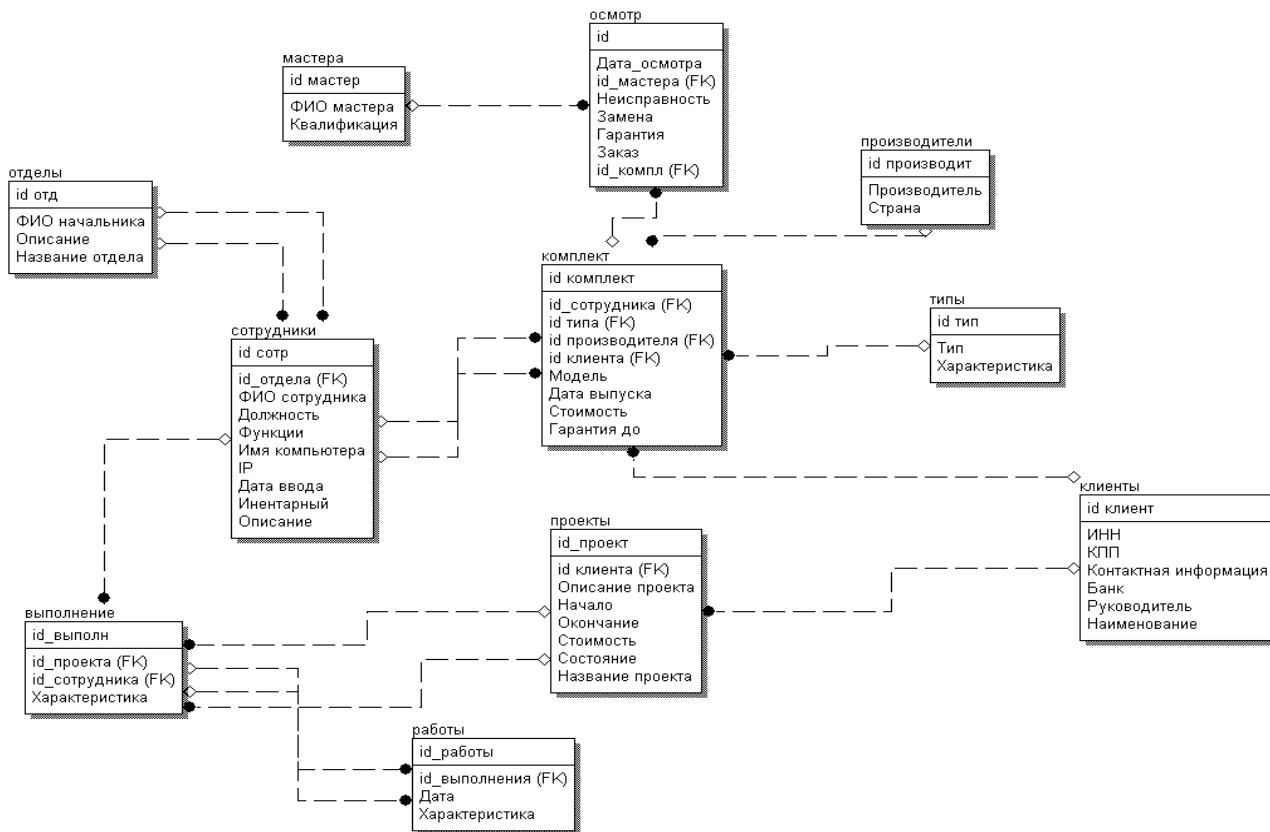 осмотр
id
Дата_осмотра
id_мастера (FK)
Неисправность
Замена
Гарантия
Заказ
id_компл (FK)
мастера
id мастер
ФИО мастера
Квалификация
производители
id производит
Производитель
Страна
отделы
id отд
ФИО начальника
Описание
Название отдела
комплект
id комплект
id_сотрудника (FK)
id типа (FK)
id производителя (FK)
id клиента (FK)
Модель
Дата выпуска
Стоимость
Гарантия до
типы
id тип
Тип
Характеристика
сотрудники
id сотр
id_отдела (FK)
ФИО сотрудника
Должность
Функции
Имя компьютера
IP
Дата ввода
Инентарный
Описание
клиенты
id клиент
ИНН
КПП
Контактная информация
Банк
Руководитель
Наименование
проекты
id_проект
id клиента (FK)
Описание проекта
Начало
Окончание
Стоимость
Состояние
Название проекта
выполнение
id_выполн
id_проекта (FK)
id_сотрудника (FK)
Характеристика
работы
id_работы
id_выполнения (FK)
Дата
Характеристика